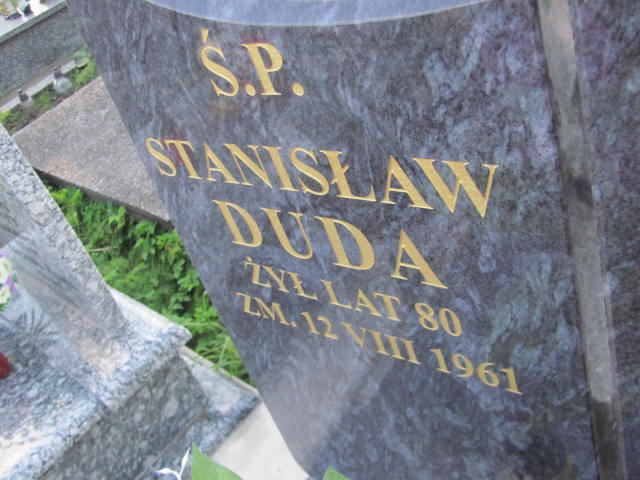 Ś.P.
STANISŁAW
DUDA
ŻYŁ LAT 80
ZM. 12 VIII 1961